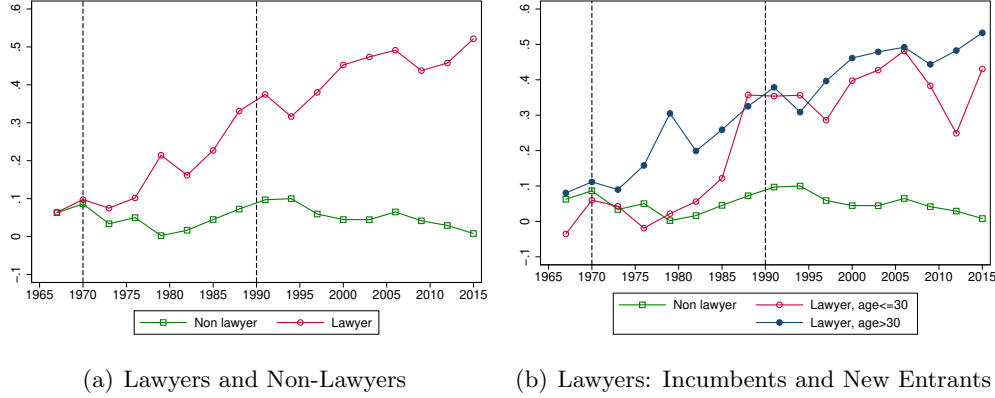 .6
.5
.4
.3
.2
.1
0
-.1
1965 1970 1975 1980 1985 1990 1995 2000 2005 2010 2015
Non lawyer Lawyer
(a) Lawyers and Non-Lawyers
.6
.5
.4
.3
.2
.1
0
-.1
1965 1970 1975 1980 1985 1990 1995 2000 2005 2010 2015
Non lawyer Lawyer, age<=30
Lawyer, age>30
(b) Lawyers: Incumbents and New Entrants